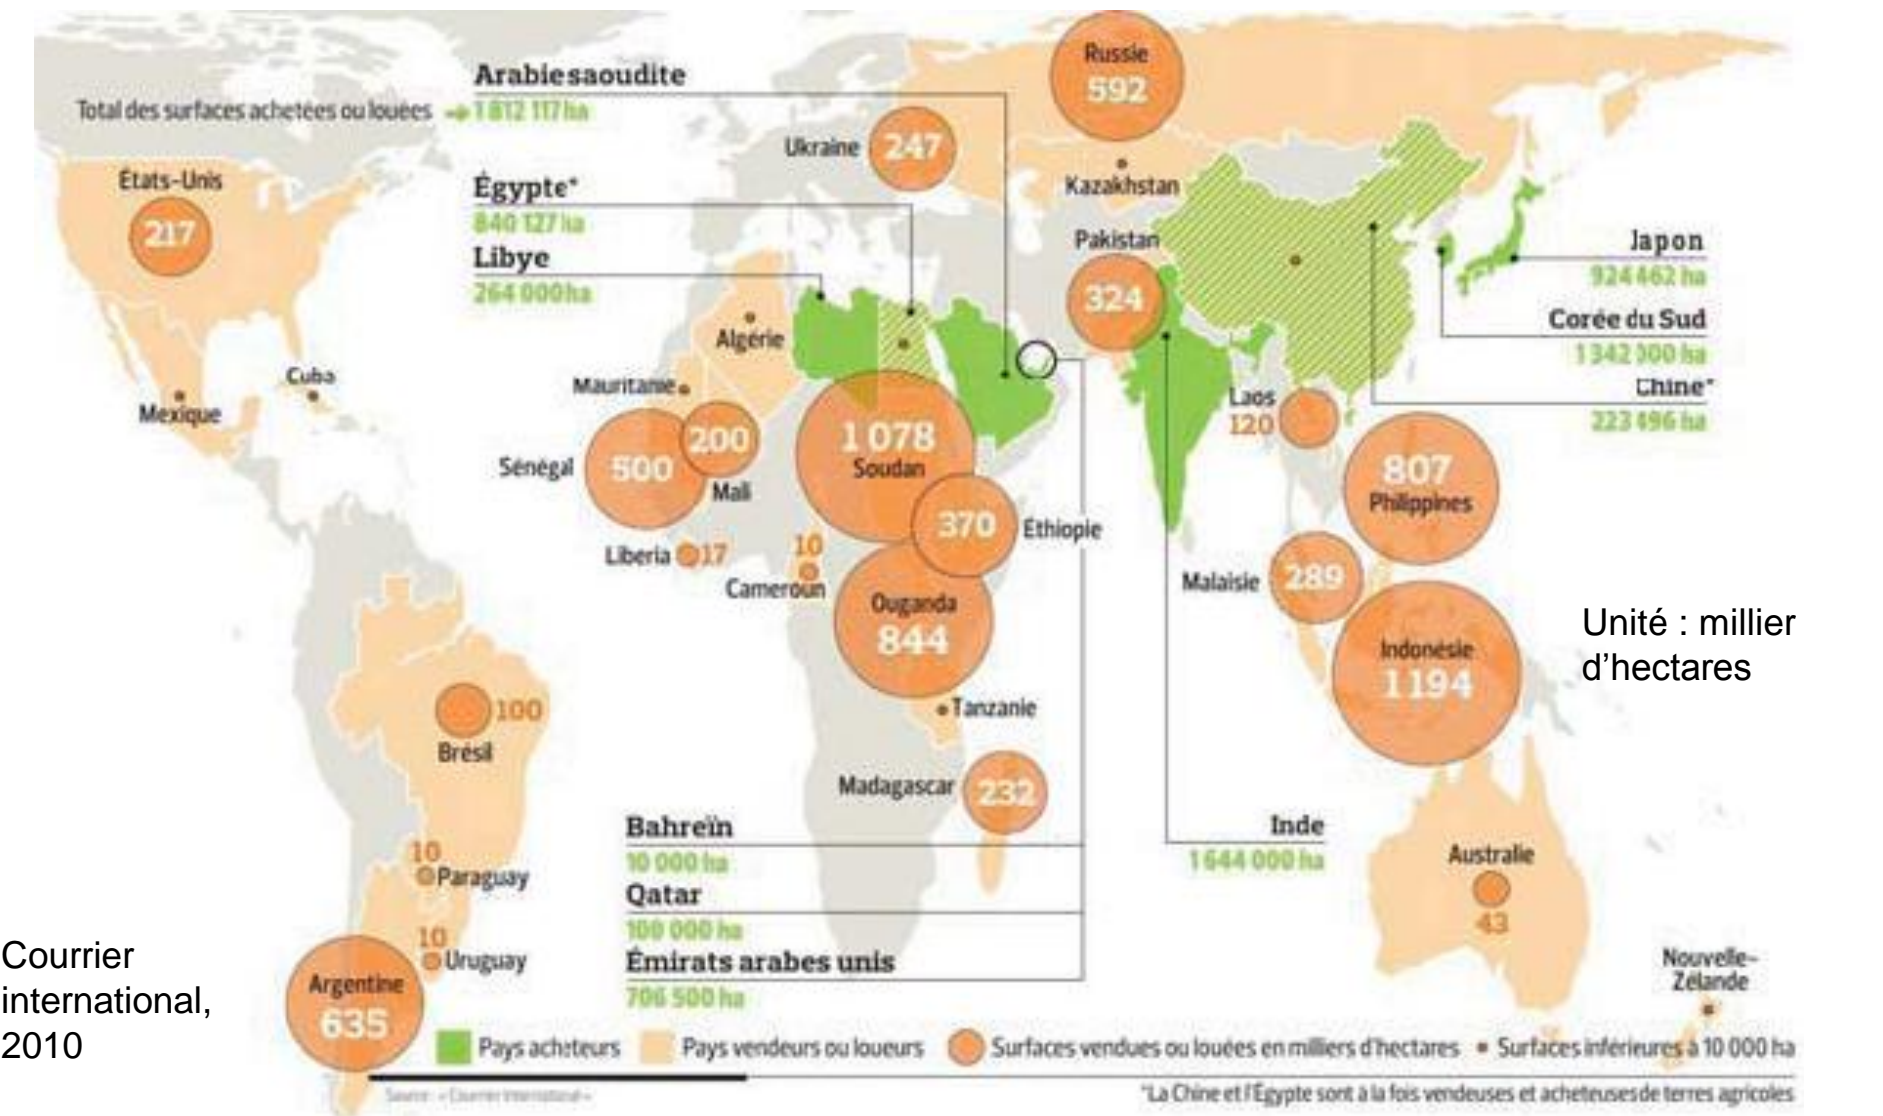 Arabie saoudite
Total des surfaces achetées ou louées
1 812 117 ha
Égypte*
840 127 ha
Libye
264 000 ha
États-Unis
217
Mexique
Cuba
Russie
592
Ukraine
247
Kazakhstan
Pakistan
324
Japon
924 462 ha
Corée du Sud
1 342 000 ha
Chine*
223 496 ha
Algérie
Mauritanie
Sénégal
500
200
Mali
1 078
Soudan
370
Éthiopie
Liberia
17
10
Cameroun
Ouganda
844
Tanzanie
Madagascar
232
Laos
120
807
Philippines
Malaisie
289
Indonésie
1 194
Unité : millier
d’hectares
100
Brésil
10
Paraguay
10
Uruguay
Argentine
635
Bahreïn
10 000 ha
Qatar
100 000 ha
Émirats arabes unis
706 500 ha
Inde
1 644 000 ha
Australie
43
Nouvelle-
Zélande
Courrier
international,
2010
Pays acheteurs
Pays vendeurs ou loueurs
Surfaces vendues ou louées en milliers d'hectares
Surfaces inférieures à 10 000 ha
Source : « Courrier International »
*La Chine et l'Égypte sont à la fois vendeuses et acheteuses de terres agricoles